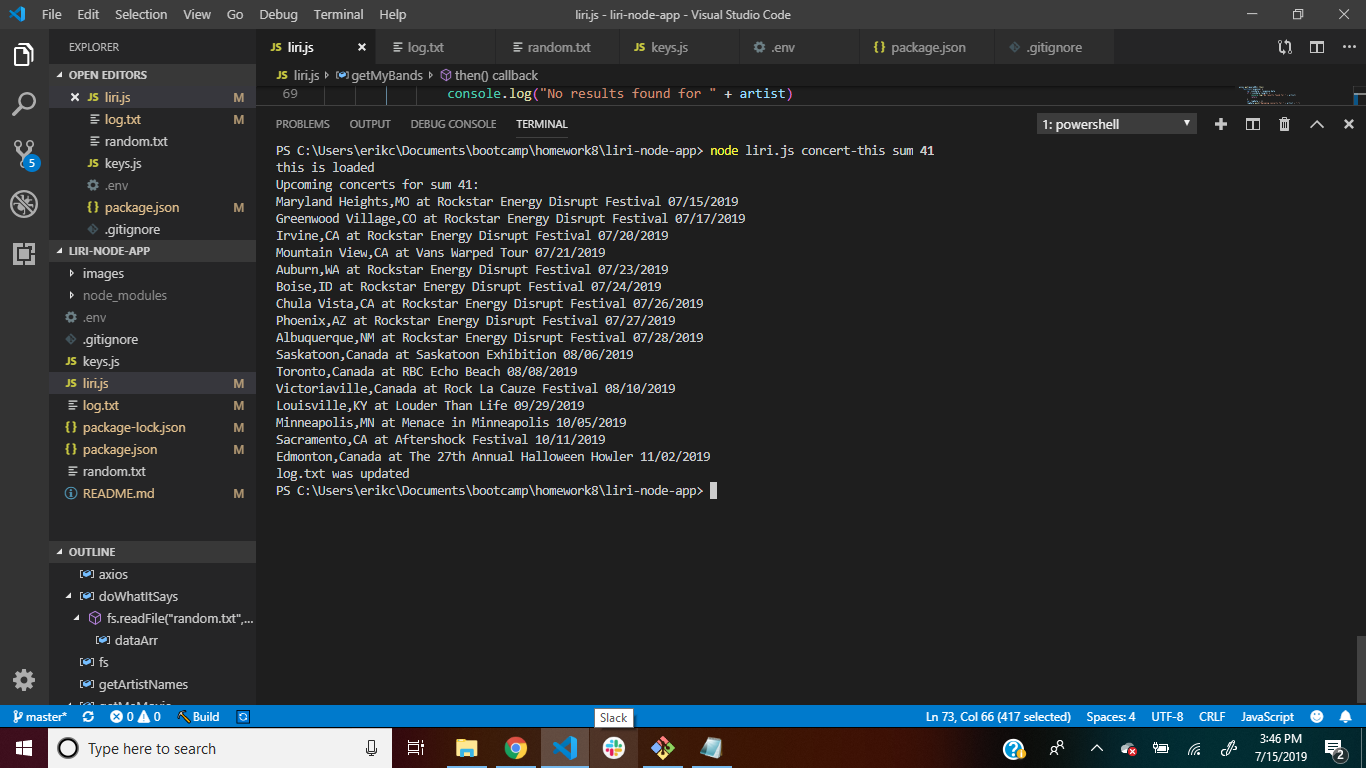 File Edit Selection View Go Debug Terminal Help
liri.js - liri-node-app - Visual Studio Code
EXPLORER
OPEN EDITORS
JS liri.js M
log.txt M
random.txt
JS keys.js
.env
{} package.json M
.gitignore
5
LIRI-NODE-APP
images
node_modules
.env
.gitignore
JS keys.js
JS liri.js M
log.txt M
{} package-lock.json M
{} package.json M
random.txt
README.md M
OUTLINE
axios
doWhatItSays
fs.readFile("random.txt",...
dataArr
fs
getArtistNames
JS liri.js log.txt random.txt JS keys.js .env {} package.json .gitignore
JS liri.js getMyBands then() callback
69 console.log("No results found for " + artist)
PROBLEMS OUTPUT DEBUG CONSOLE TERMINAL
1: powershell
PS C:\Users\erikc\Documents\bootcamp\homework8\liri-node-app> node liri.js concert-this sum 41
this is loaded
Upcoming concerts for sum 41:
Maryland Heights,MO at Rockstar Energy Disrupt Festival 07/15/2019
Greenwood Village,CO at Rockstar Energy Disrupt Festival 07/17/2019
Irvine,CA at Rockstar Energy Disrupt Festival 07/20/2019
Mountain View,CA at Vans Warped Tour 07/21/2019
Auburn,WA at Rockstar Energy Disrupt Festival 07/23/2019
Boise,ID at Rockstar Energy Disrupt Festival 07/24/2019
Chula Vista,CA at Rockstar Energy Disrupt Festival 07/26/2019
Phoenix,AZ at Rockstar Energy Disrupt Festival 07/27/2019
Albuquerque,NM at Rockstar Energy Disrupt Festival 07/28/2019
Saskatoon,Canada at Saskatoon Exhibition 08/06/2019
Toronto,Canada at RBC Echo Beach 08/08/2019
Victoriaville,Canada at Rock La Cauze Festival 08/10/2019
Louisville,KY at Louder Than Life 09/29/2019
Minneapolis,MN at Menace in Minneapolis 10/05/2019
Sacramento,CA at Aftershock Festival 10/11/2019
Edmonton,Canada at The 27th Annual Halloween Howler 11/02/2019
log.txt was updated
PS C:\Users\erikc\Documents\bootcamp\homework8\liri-node-app>
master* 0 0 Build
Slack
Ln 73, Col 66 (417 selected) Spaces: 4 UTF-8 CRLF JavaScript
Type here to search
3:46 PM
7/15/2019
2